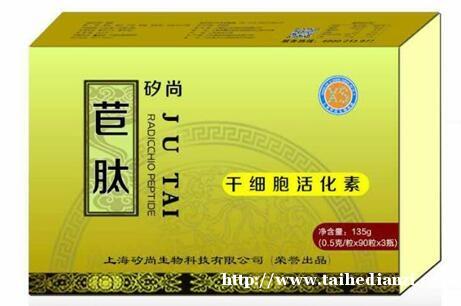 矽尚
苣肽
RADICCHIO PEPTIDE
JU TAI
干细胞活化素
净含量：135g
(0.5克/粒x90粒x3瓶)
上海矽尚生物科技有限公司（荣誉出品）
http://www.taihedian